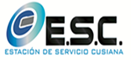 E.S.C.
ESTACIÓN DE SERVICIO CUSIANA